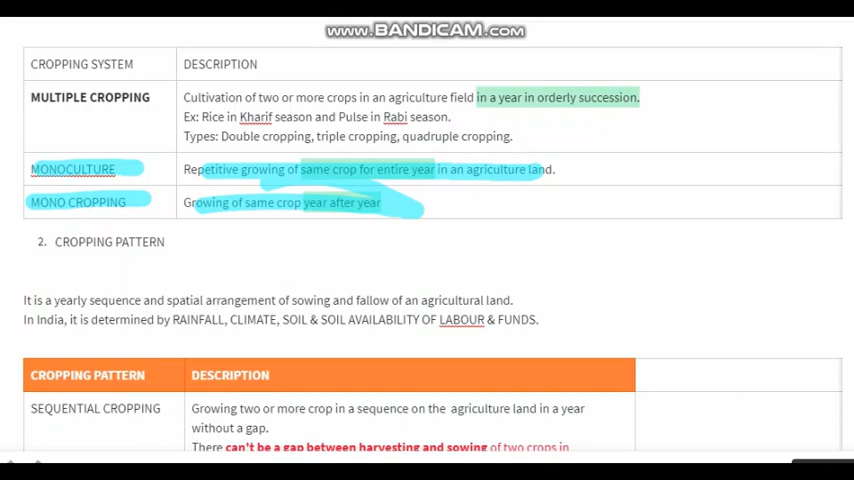 www.BANDICAM.com
CROPPING SYSTEM
DESCRIPTION
MULTIPLE CROPPING
Cultivation of two or more crops in an agriculture field in a year in orderly succession.
Ex: Rice in Kharif season and Pulse in Rabi season.
Types: Double cropping, triple cropping, quadruple cropping.
MONOCULTURE
Repetitive growing of same crop for entire year in an agriculture land.
MONO CROPPING
Growing of same crop year after year
2. CROPPING PATTERN
It is a yearly sequence and spatial arrangement of sowing and fallow of an agricultural land.
In India, it is determined by RAINFALL, CLIMATE, SOIL & SOIL AVAILABILITY OF LABOUR & FUNDS.
CROPPING PATTERN
DESCRIPTION
SEQUENTIAL CROPPING
Growing two or more crop in a sequence on the agriculture land in a year
without a gap.
There can't be a gap between harvesting and sowing of two crops in